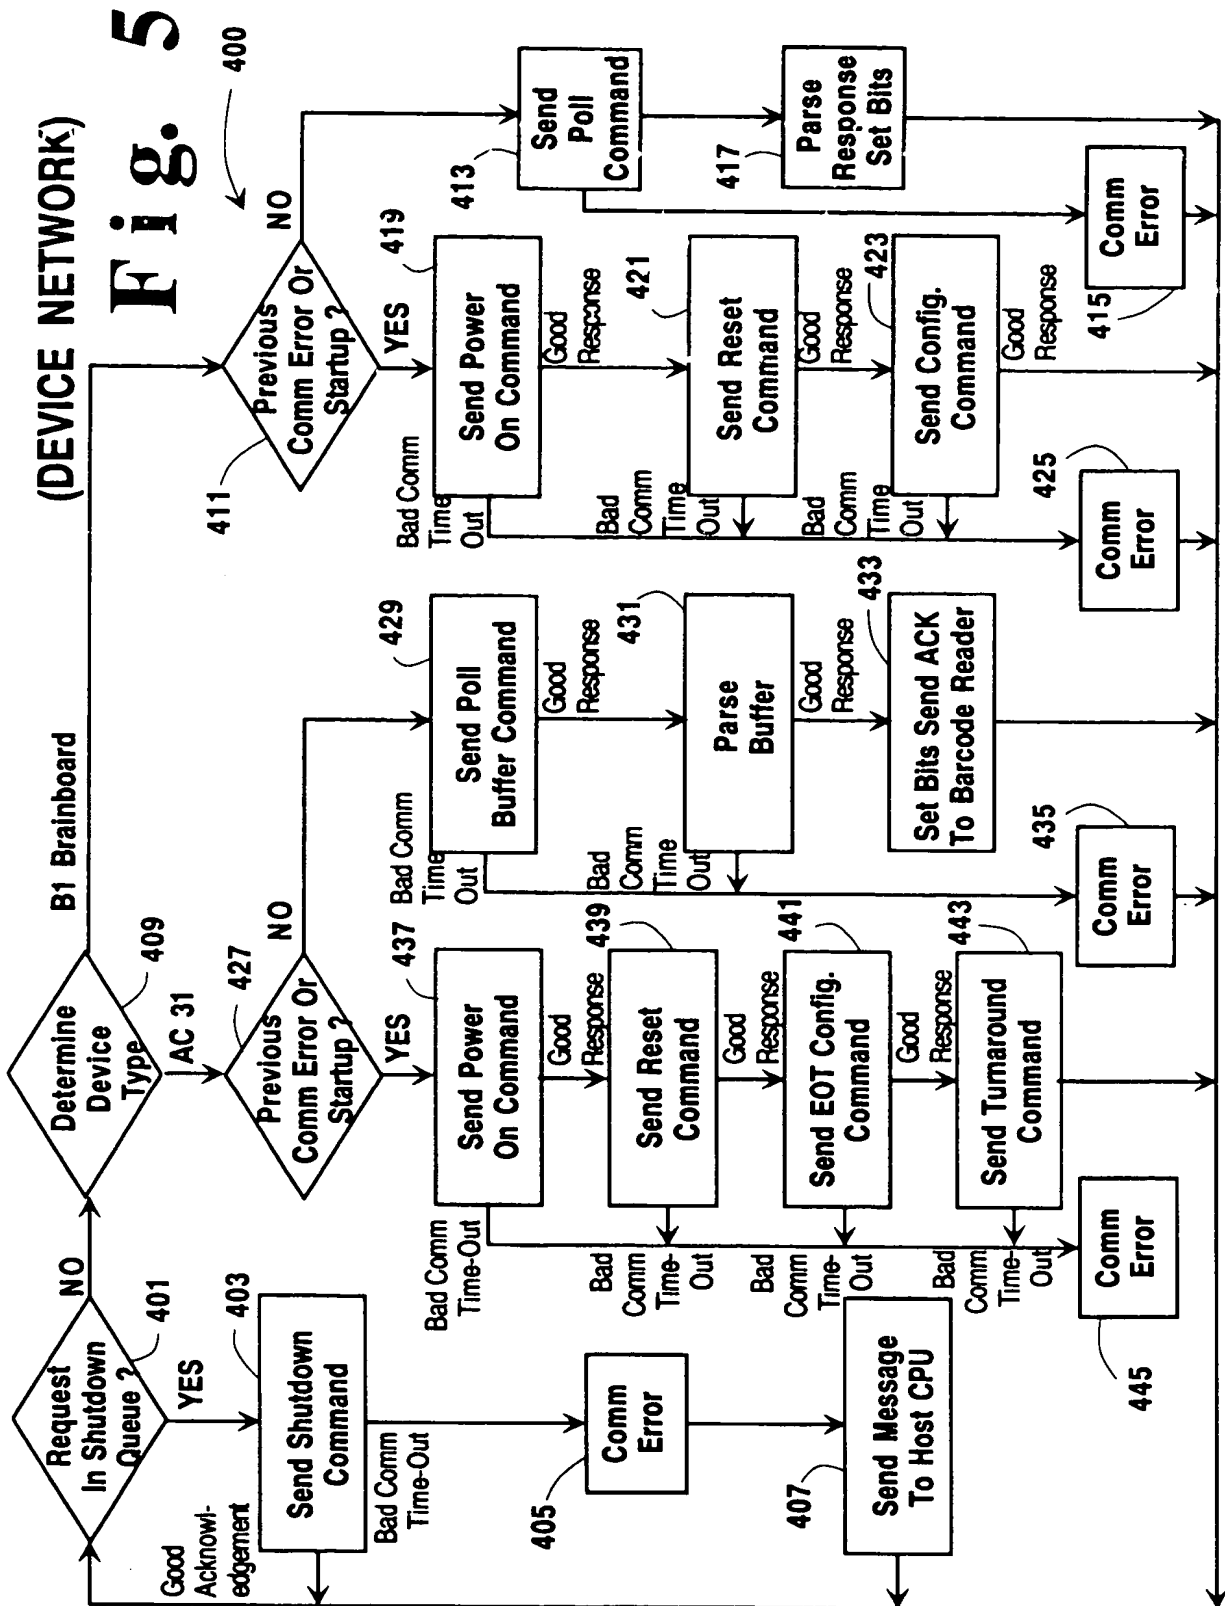 (DEVICE NETWORK)
Fig. 5
400
Request
In Shutdown
Queue ?
401
NO
YES
Good
Acknowl-
edgement
403
Send Shutdown
Command
Bad Comm
Time-Out
405
Comm
Error
407
Send Message
To Host CPU
Determine
Device
Type
409
B1 Brainboard
AC 31
427
Previous
Comm Error Or
Startup ?
NO
YES
437
Send Power
On Command
Bad Comm
Time-Out
Good
Response
439
Send Reset
Command
Bad
Comm
Time-
Out
Good
Response
441
Send EOT Config.
Command
Bad
Comm
Time-
Out
Good
Response
443
Send Turnaround
Command
Bad
Comm
Time-
Out
445
Comm
Error
429
Send Poll
Buffer Command
Bad Comm
Time
Out
Good
Response
431
Parse
Buffer
Bad
Comm
Time
Out
Good
Response
433
Set Bits Send ACK
To Barcode Reader
435
Comm
Error
411
Previous
Comm Error Or
Startup ?
NO
YES
419
Send Power
On Command
Bad Comm
Time
Out
Good
Response
421
Send Reset
Command
Bad
Comm
Time
Out
Good
Response
423
Send Config.
Command
Bad
Comm
Time
Out
Good
Response
425
Comm
Error
413
Send
Poll
Command
417
Parse
Response
Set Bits
415
Comm
Error